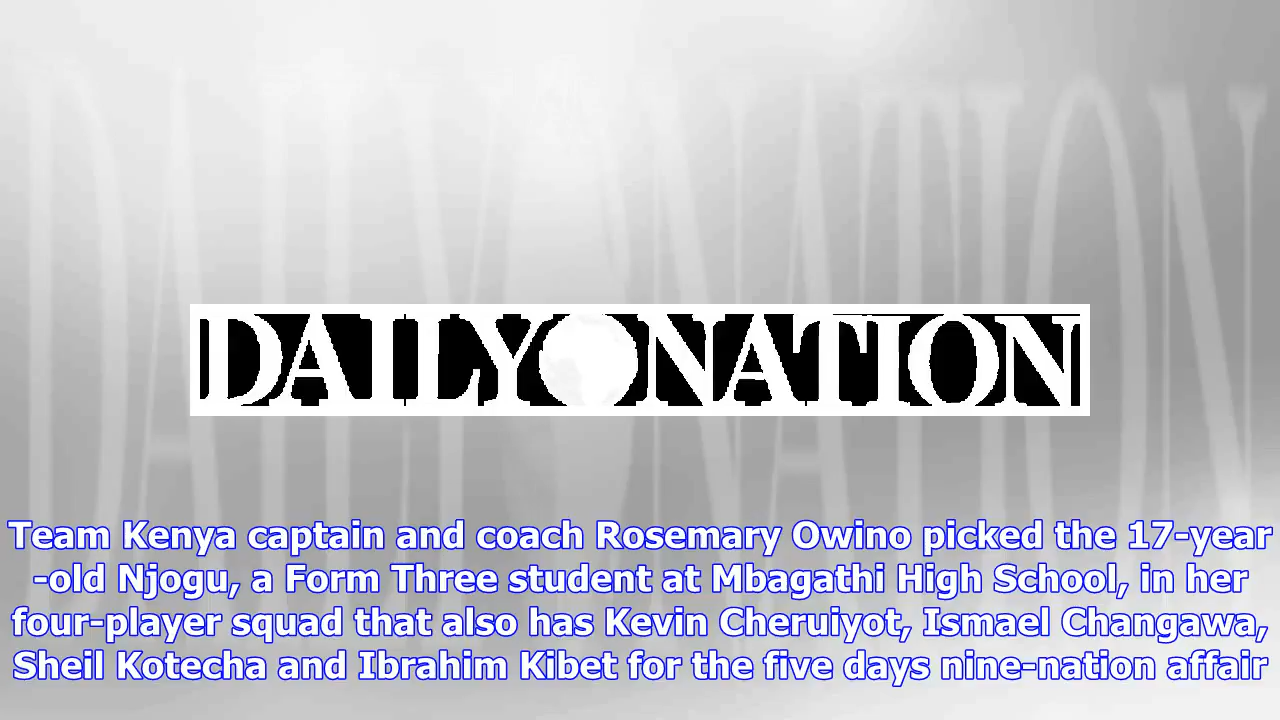 DAILY NATION
DAILY NATION
Team Kenya captain and coach Rosemary Owino picked the 17-year
-old Njogu, a Form Three student at Mbagathi High School, in her
four-player squad that also has Kevin Cheruiyot, Ismael Changawa,
Sheil Kotecha and Ibrahim Kibet for the five days nine-nation affair